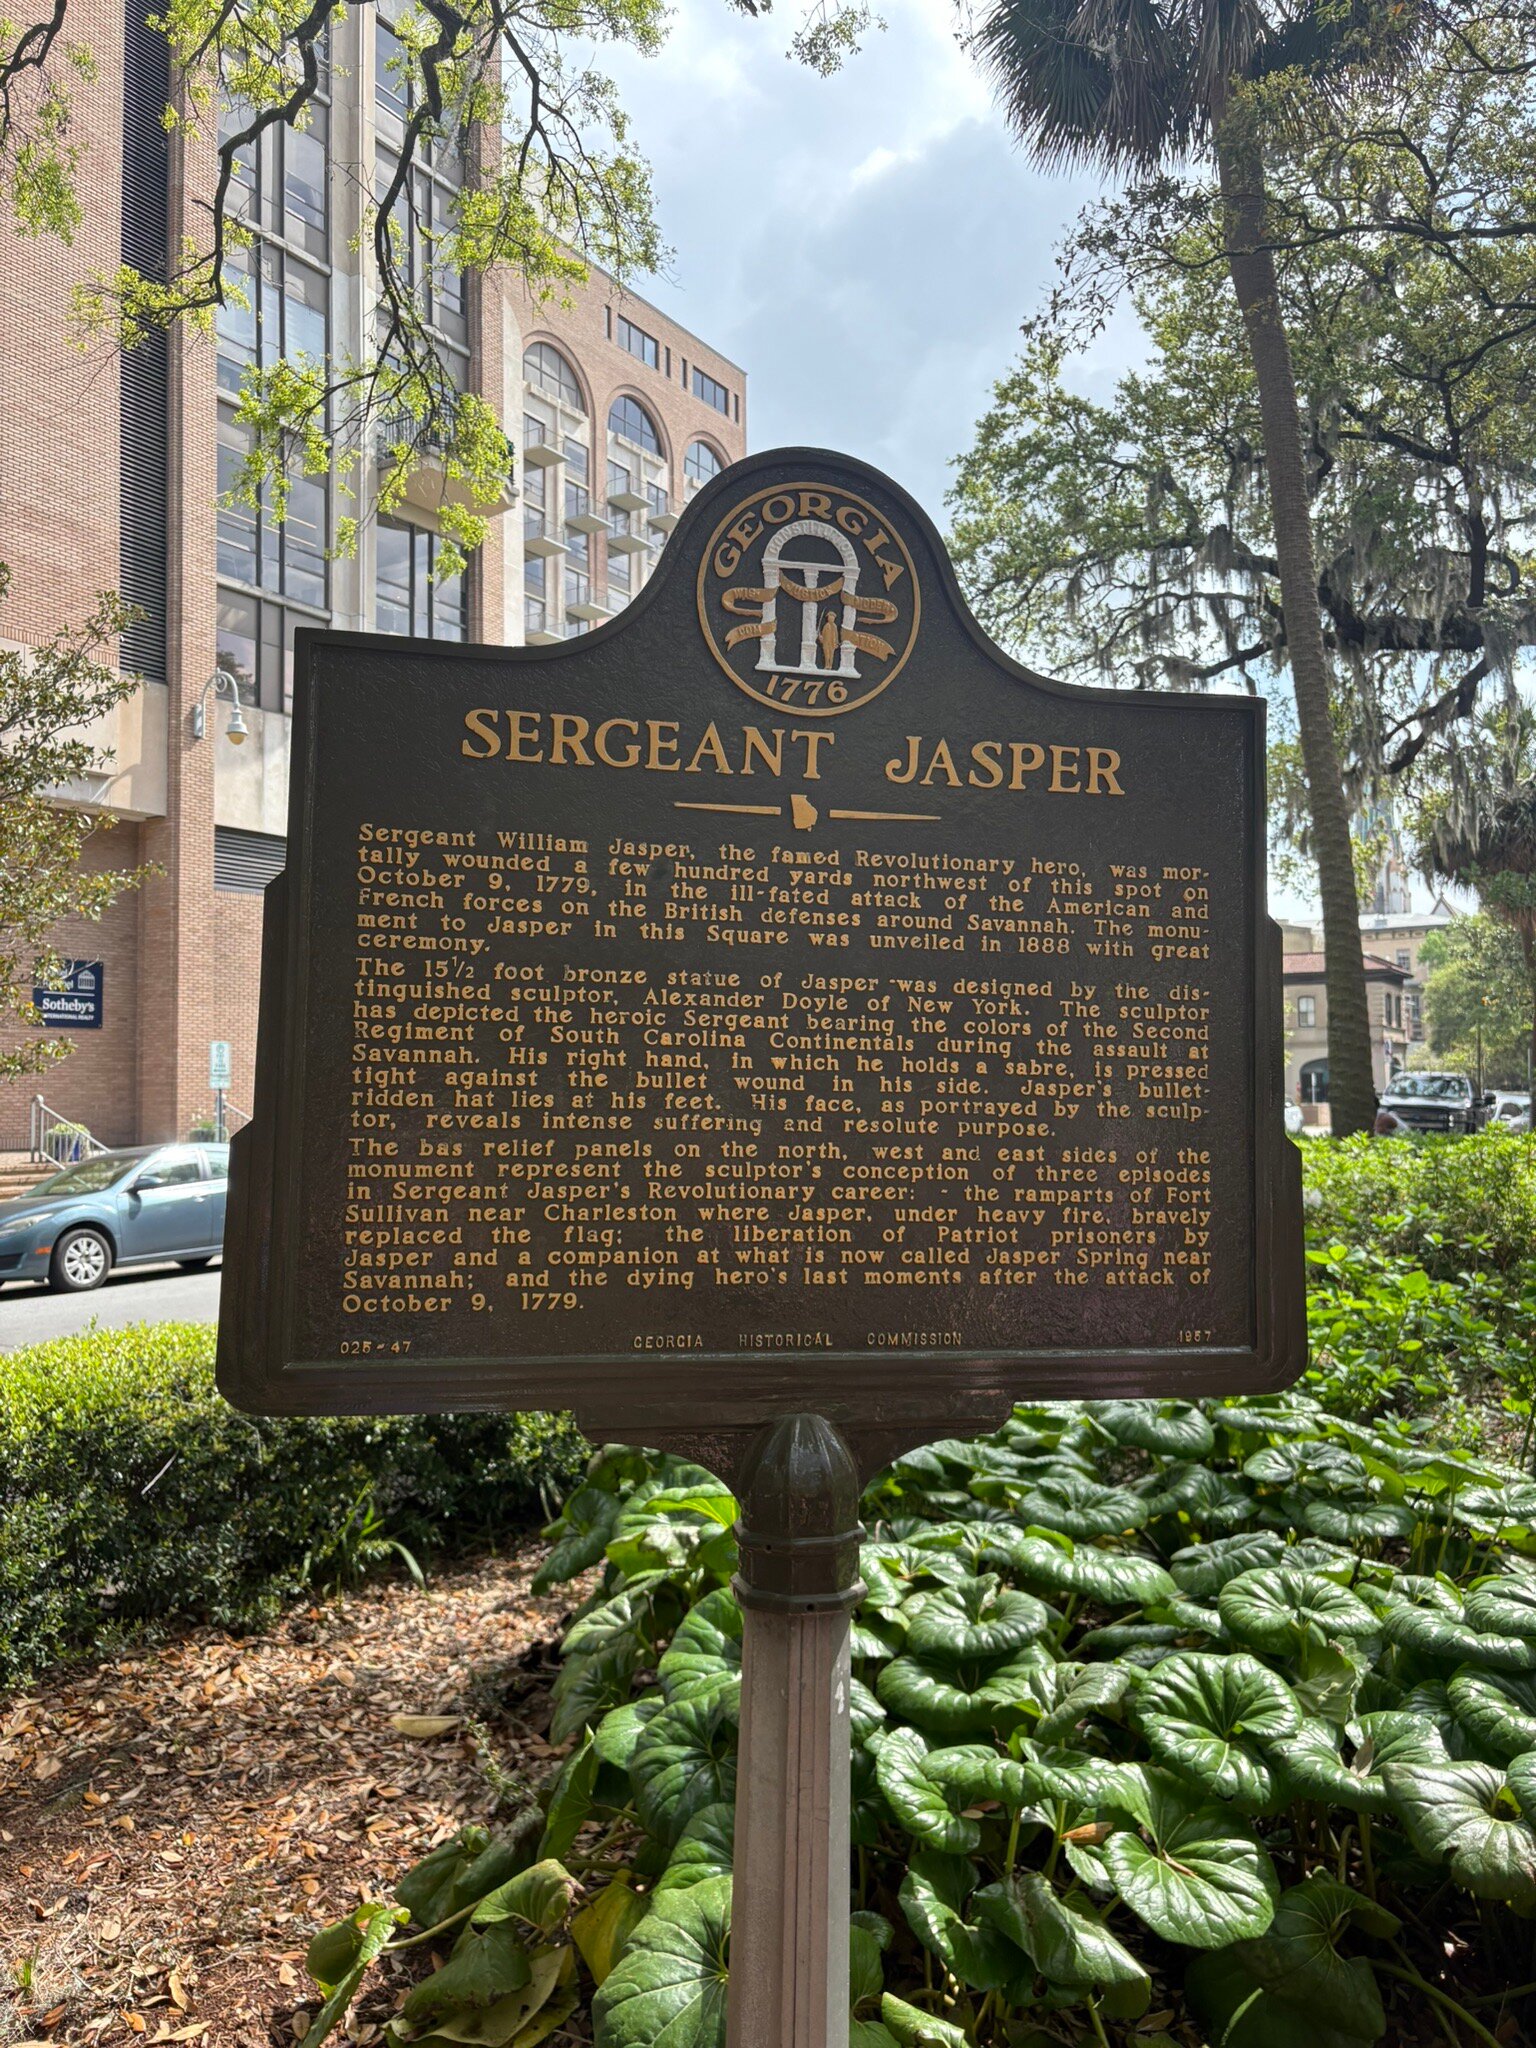 GEORGIA
CONSTITUTION
WISDOM JUSTICE MODERATION
1776
SERGEANT JASPER
Sergeant William Jasper, the famed Revolutionary hero, was mor-
tally wounded a few hundred yards northwest of this spot on
October 9, 1779, in the ill-fated attack of the American and
French forces on the British defenses around Savannah. The monu-
ment to Jasper in this Square was unveiled in 1888 with great
ceremony.
The 15½ foot bronze statue of Jasper was designed by the dis-
tinguished sculptor, Alexander Doyle of New York. The sculptor
has depicted the heroic Sergeant bearing the colors of the Second
Regiment of South Carolina Continentals during the assault at
Savannah. His right hand, in which he holds a sabre, is pressed
tight against the bullet wound in his side. Jasper's bullet-
ridden hat lies at his feet. His face, as portrayed by the sculp-
tor, reveals intense suffering and resolute purpose.
The bas relief panels on the north, west and east sides of the
monument represent the sculptor's conception of three episodes
in Sergeant Jasper's Revolutionary career: - the ramparts of Fort
Sullivan near Charleston where Jasper, under heavy fire, bravely
replaced the flag; the liberation of Patriot prisoners by
Jasper and a companion at what is now called Jasper Spring near
Savannah; and the dying hero's last moments after the attack of
October 9, 1779.
025-47 GEORGIA HISTORICAL COMMISSION 1957
Sotheby's
INTERNATIONAL REALTY